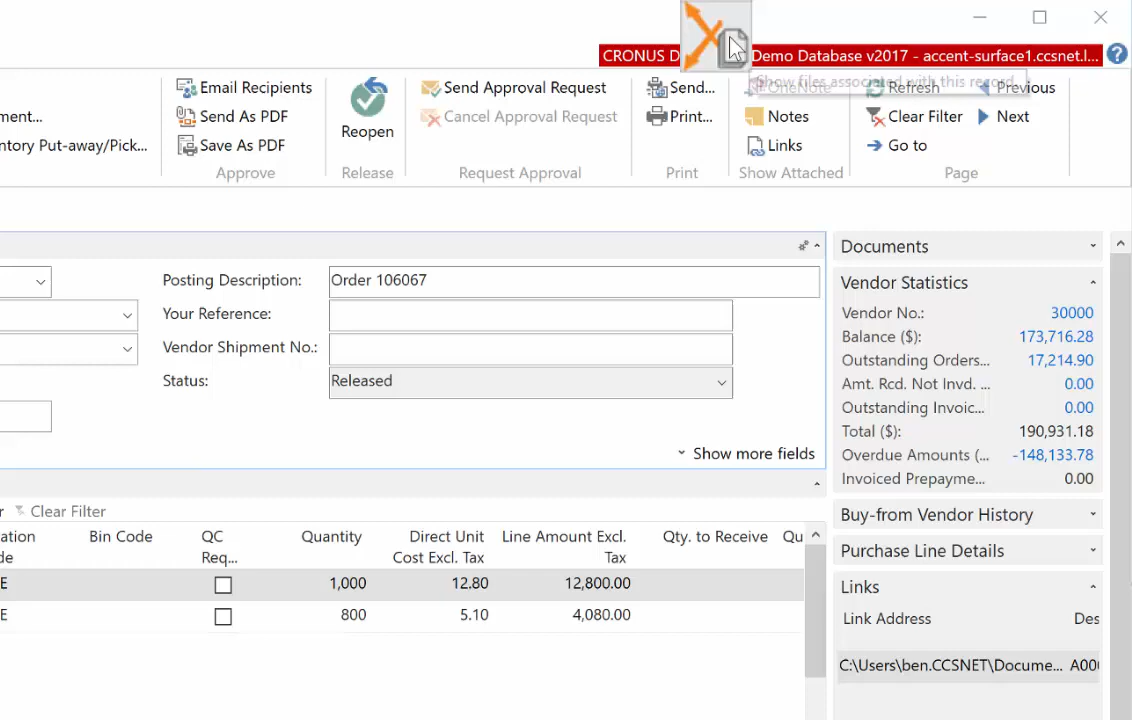 CRONUS D
Demo Database v2017 - accent-surface1.ccsnet.l...
?
Show files associated with this record.
ment...
ntory Put-away/Pick...
Email Recipients
Send As PDF
Save As PDF
Approve
Reopen
Release
Send Approval Request
Cancel Approval Request
Request Approval
Send...
Print...
Print
OneNote
Notes
Links
Show Attached
Refresh
Clear Filter
Go to
Previous
Next
Page
Posting Description:
Order 106067
Your Reference:
Vendor Shipment No.:
Status:
Released
Show more fields
r
Clear Filter
ation
de
Bin Code
QC
Req...
Quantity
Direct Unit
Cost Excl. Tax
Line Amount Excl.
Tax
Qty. to Receive
Qu
E
1,000
12.80
12,800.00
E
800
5.10
4,080.00
Documents
Vendor Statistics
Vendor No.: 30000
Balance ($): 173,716.28
Outstanding Orders... 17,214.90
Amt. Rcd. Not Invd. ... 0.00
Outstanding Invoic... 0.00
Total ($): 190,931.18
Overdue Amounts (... -148,133.78
Invoiced Prepayme... 0.00
Buy-from Vendor History
Purchase Line Details
Links
Link Address
Des
C:\Users\ben.CCSNET\Docume...